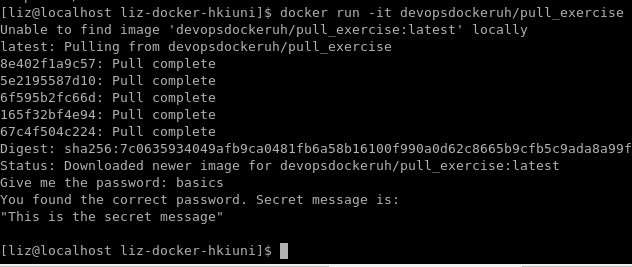 [liz@localhost liz-docker-hkiuni]$ docker run -it devopsdockeruh/pull_exercise
Unable to find image 'devopsdockeruh/pull_exercise:latest' locally
latest: Pulling from devopsdockeruh/pull_exercise
8e402f1a9c57: Pull complete
5e2195587d10: Pull complete
6f595b2fc66d: Pull complete
165f32bf4e94: Pull complete
67c4f504c224: Pull complete
Digest: sha256:7c0635934049afb9ca0481fb6a58b16100f990a0d62c8665b9cfb5c9ada8a99f
Status: Downloaded newer image for devopsdockeruh/pull_exercise:latest
Give me the password: basics
You found the correct password. Secret message is:
"This is the secret message"
[liz@localhost liz-docker-hkiuni]$